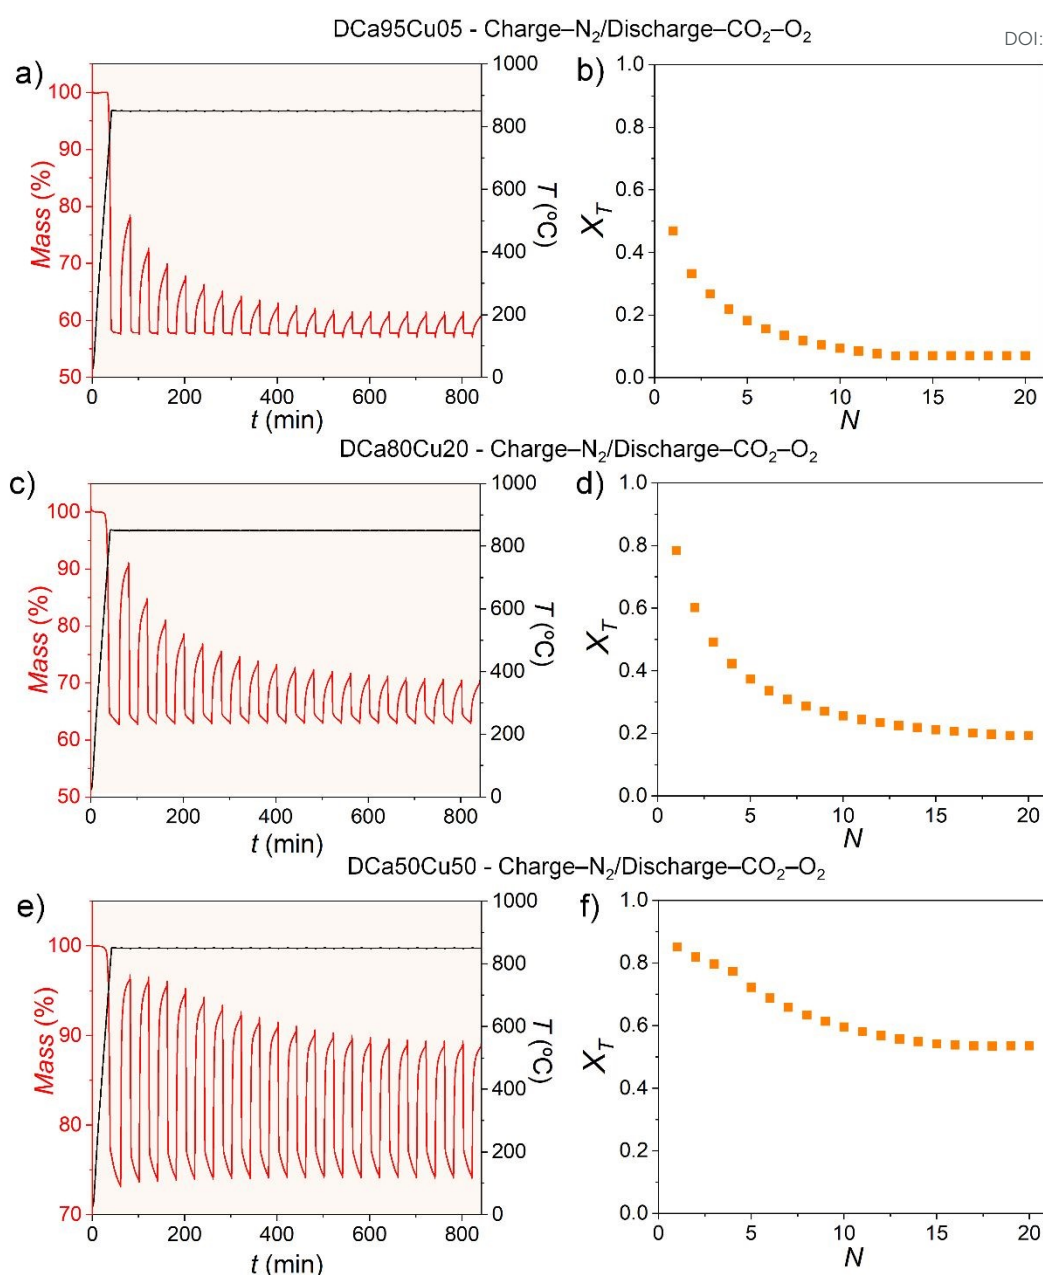 DCa95Cu05 - Charge–N₂/Discharge–CO₂–O₂
DOI:
a)
100
90
80
70
60
50
Mass (%)
0 200 400 600 800
t (min)
1000
800
600
400
200
0
T (ºC)
b)
1.0
0.8
0.6
0.4
0.2
0.0
X_T
0 5 10 15 20
N
DCa80Cu20 - Charge–N₂/Discharge–CO₂–O₂
c)
100
90
80
70
60
50
Mass (%)
0 200 400 600 800
t (min)
1000
800
600
400
200
0
T (ºC)
d)
1.0
0.8
0.6
0.4
0.2
0.0
X_T
0 5 10 15 20
N
DCa50Cu50 - Charge–N₂/Discharge–CO₂–O₂
e)
100
90
80
70
Mass (%)
0 200 400 600 800
t (min)
1000
800
600
400
200
0
T (ºC)
f)
1.0
0.8
0.6
0.4
0.2
0.0
X_T
0 5 10 15 20
N